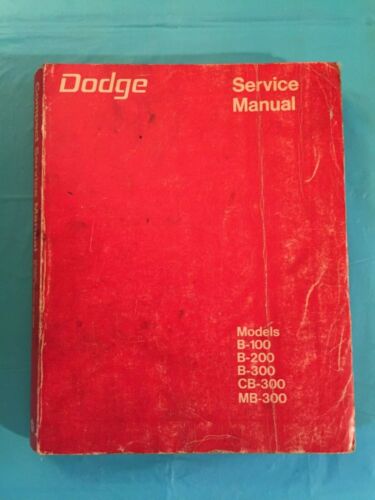 Dodge
Service
Manual
Models
B-100
B-200
B-300
CB-300
MB-300